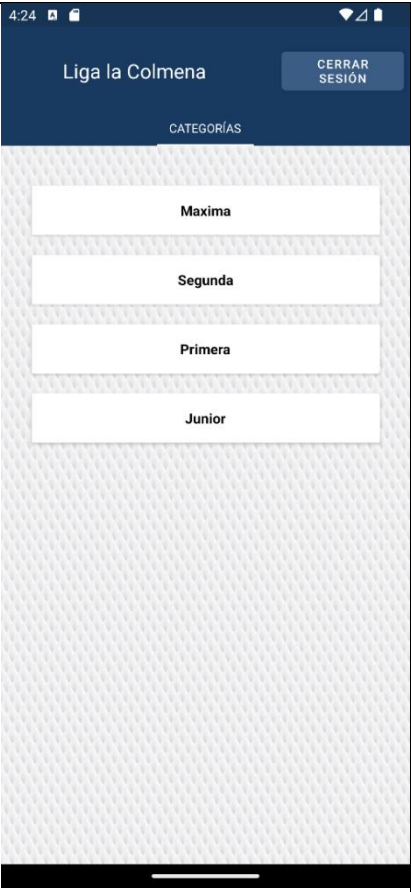 4:24
Liga la Colmena
CERRAR
SESIÓN
CATEGORÍAS
Maxima
Segunda
Primera
Junior